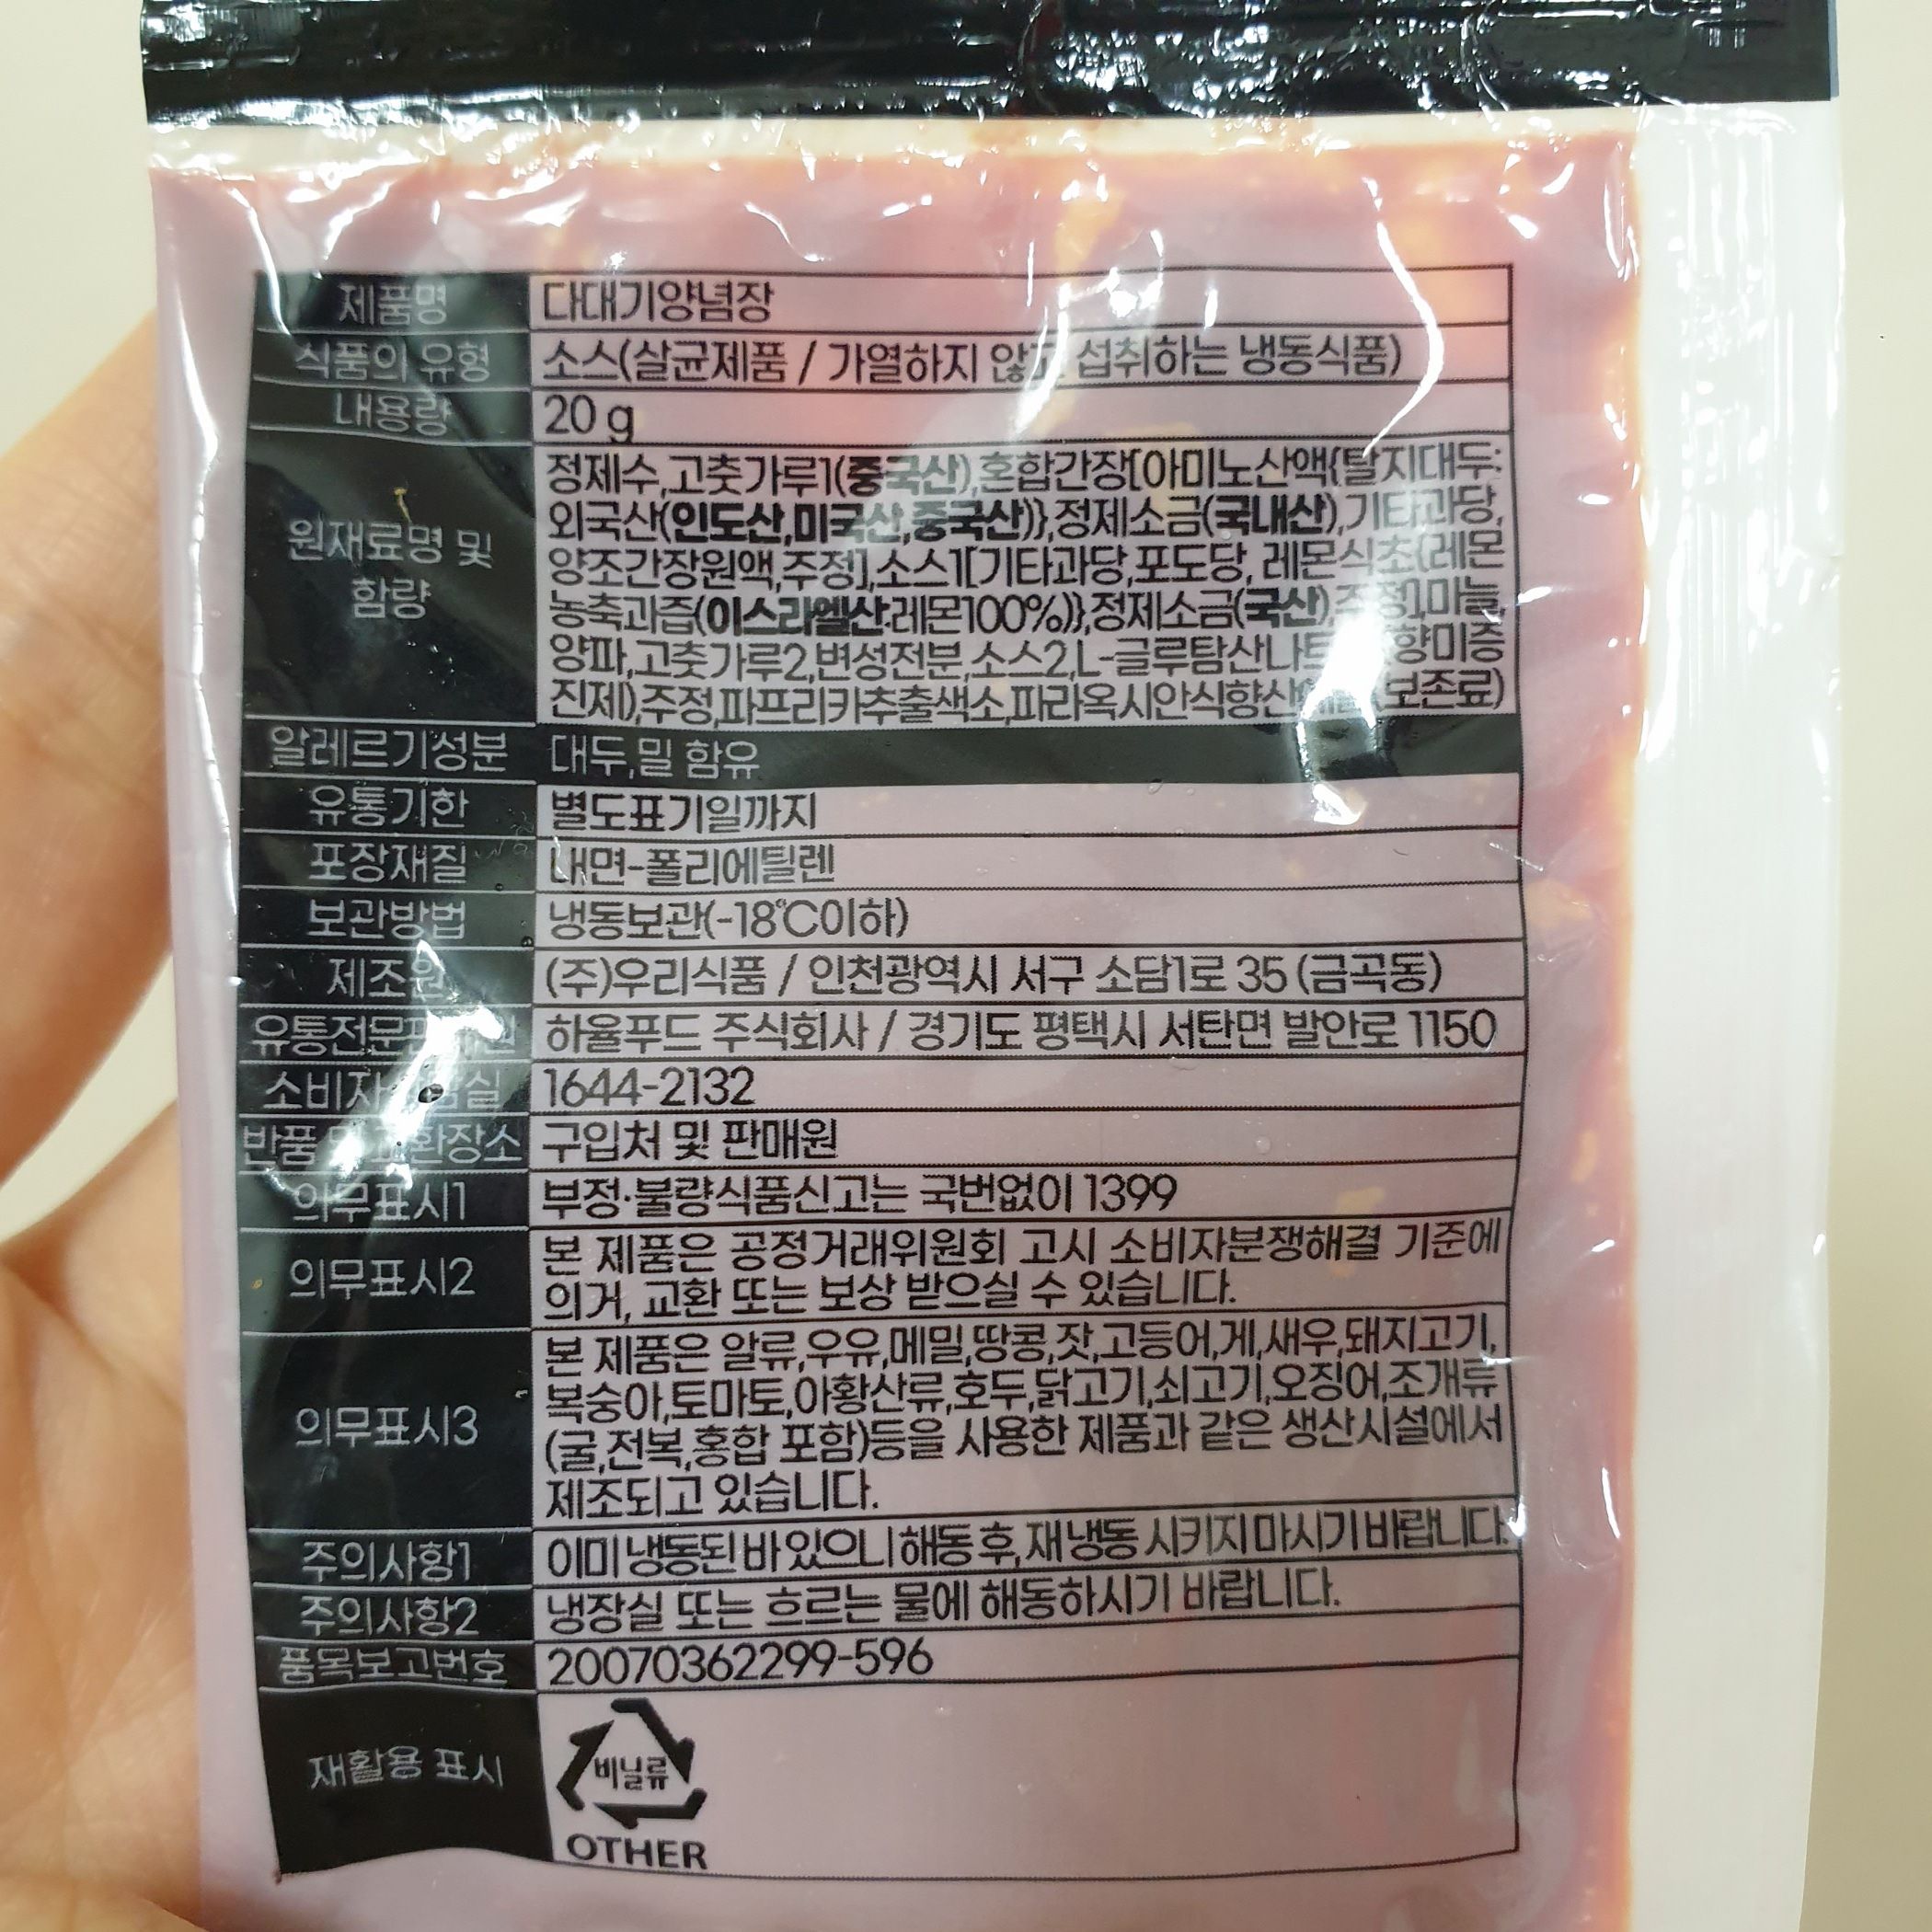 제품명 다대기양념장
식품의 유형 소스(살균제품 / 가열하지 않고 섭취하는 냉동식품)
내용량 20 g
원재료명 및
함량
정제수,고춧가루1(중국산),혼합간장[아미노산액{탈지대두:
외국산(인도산,미국산,중국산)},정제소금(국내산),기타과당,
양조간장원액,주정],소스1[기타과당,포도당, 레몬식초{레몬
농축과즙(이스라엘산.레몬100%)},정제소금(국산),주정],마늘,
양파,고춧가루2,변성전분,소스2,L-글루탐산나트 향미증
진제),주정,파프리카추출색소,파라옥시안식향산 (보존료)
알레르기성분 대두,밀 함유
유통기한 별도표기일까지
포장재질 내면-폴리에틸렌
보관방법 냉동보관(-18℃이하)
제조원 (주)우리식품 / 인천광역시 서구 소담1로 35 (금곡동)
유통전문 하율푸드 주식회사 / 경기도 평택시 서탄면 발안로 1150
소비자 실 1644-2132
반품 환장소 구입처 및 판매원
의무표시1 부정·불량식품신고는 국번없이 1399
의무표시2
본 제품은 공정거래위원회 고시 소비자분쟁해결 기준에
의거, 교환 또는 보상 받으실 수 있습니다.
의무표시3
본 제품은 알류,우유,메밀,땅콩,잣,고등어,게,새우,돼지고기,
복숭아,토마토,아황산류,호두,닭고기,쇠고기,오징어,조개류
(굴,전복,홍합 포함)등을 사용한 제품과 같은 생산시설에서
제조되고 있습니다.
주의사항1 이미 냉동된 바 있으니 해동 후, 재 냉동 시키지 마시기 바랍니다.
주의사항2 냉장실 또는 흐르는 물에 해동하시기 바랍니다.
품목보고번호 20070362299-596
재활용 표시
비닐류
OTHER